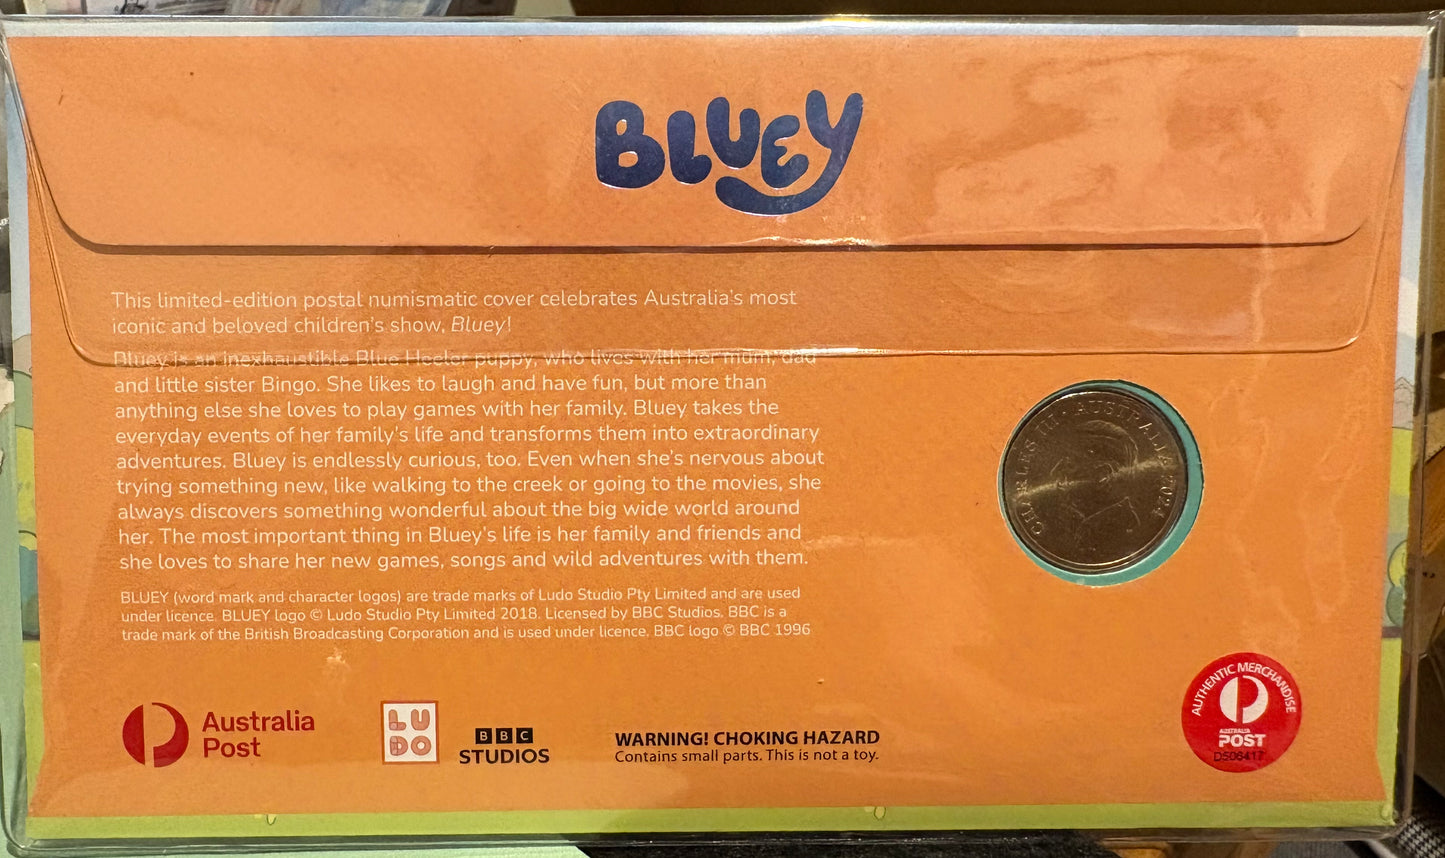 BLUEY
This limited-edition postal numismatic cover celebrates Australia's most
iconic and beloved children's show, Bluey!
Bluey is an inexhaustible Blue Heeler puppy, who lives with her mum, dad
and little sister Bingo. She likes to laugh and have fun, but more than
anything else she loves to play games with her family. Bluey takes the
everyday events of her family's life and transforms them into extraordinary
adventures. Bluey is endlessly curious, too. Even when she's nervous about
trying something new, like walking to the creek or going to the movies, she
always discovers something wonderful about the big wide world around
her. The most important thing in Bluey's life is her family and friends and
she loves to share her new games, songs and wild adventures with them.
BLUEY (word mark and character logos) are trade marks of Ludo Studio Pty Limited and are used
under licence. BLUEY logo © Ludo Studio Pty Limited 2018. Licensed by BBC Studios. BBC is a
trade mark of the British Broadcasting Corporation and is used under licence. BBC logo © BBC 1996
CHARLES III · AUSTRALIA 2024
Australia
Post
LU
DO
BBC
STUDIOS
WARNING! CHOKING HAZARD
Contains small parts. This is not a toy.
AUTHENTIC MERCHANDISE
AUSTRALIA
POST